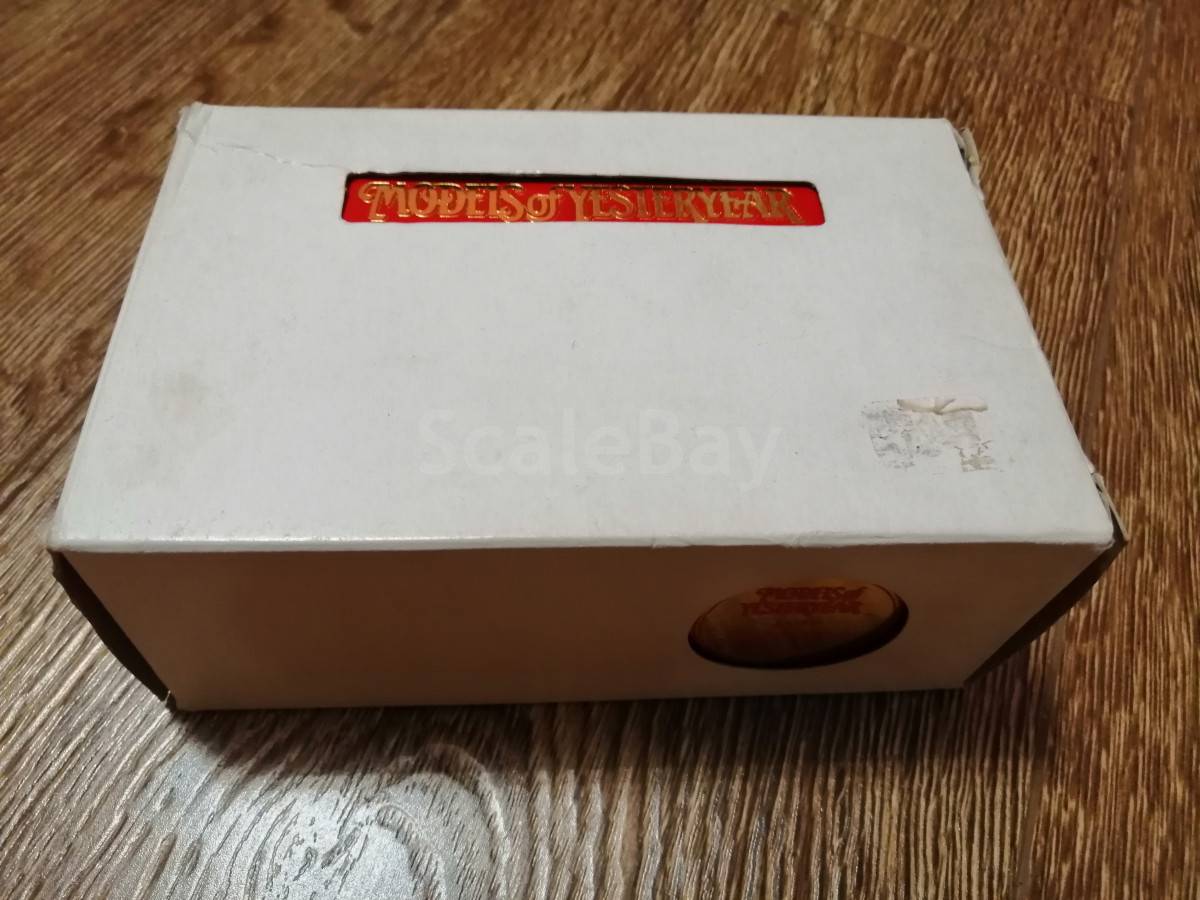 MODELS of YESTERYEAR
ScaleBay
MODELS of
YESTERYEAR